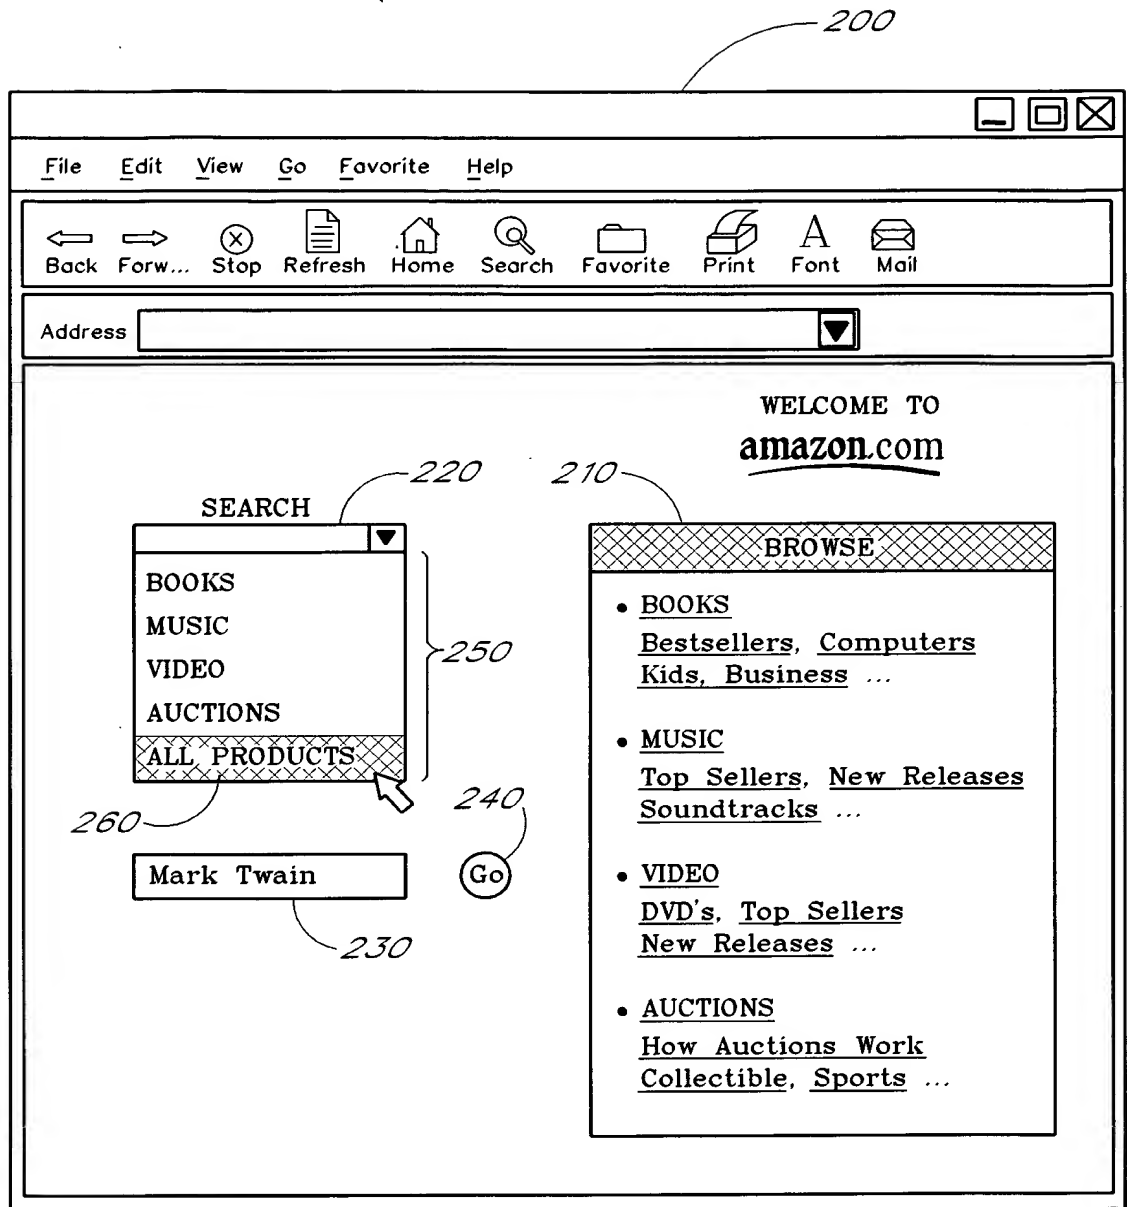 200
File Edit View Go Favorite Help
Back Forw... Stop Refresh Home Search Favorite Print Font Mail
Address
WELCOME TO
amazon.com
220
210
SEARCH
BOOKS
MUSIC
VIDEO
AUCTIONS
ALL PRODUCTS
250
260
240
Mark Twain
Go
230
BROWSE
• BOOKS
Bestsellers, Computers
Kids, Business ...
• MUSIC
Top Sellers, New Releases
Soundtracks ...
• VIDEO
DVD's, Top Sellers
New Releases ...
• AUCTIONS
How Auctions Work
Collectible, Sports ...